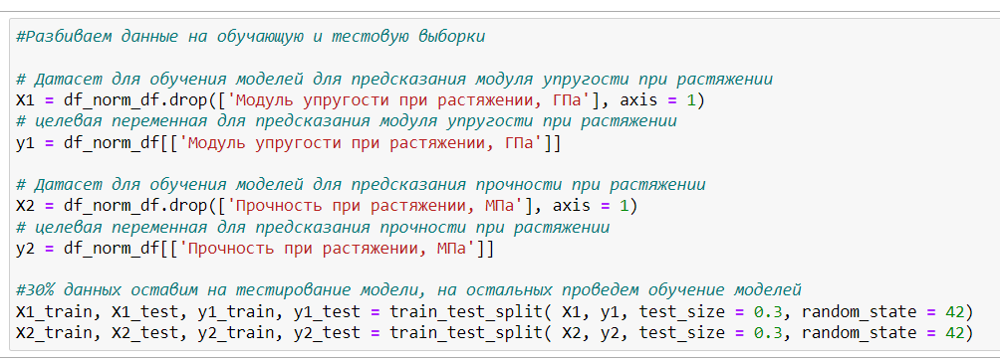 #Разбиваем данные на обучающую и тестовую выборки
# Датасет для обучения моделей для предсказания модуля упругости при растяжении
X1 = df_norm_df.drop(['Модуль упругости при растяжении, ГПа'], axis = 1)
# целевая переменная для предсказания модуля упругости при растяжении
y1 = df_norm_df[['Модуль упругости при растяжении, ГПа']]
# Датасет для обучения моделей для предсказания прочности при растяжении
X2 = df_norm_df.drop(['Прочность при растяжении, МПа'], axis = 1)
# целевая переменная для предсказания прочности при растяжении
y2 = df_norm_df[['Прочность при растяжении, МПа']]
#30% данных оставим на тестирование модели, на остальных проведем обучение моделей
X1_train, X1_test, y1_train, y1_test = train_test_split( X1, y1, test_size = 0.3, random_state = 42)
X2_train, X2_test, y2_train, y2_test = train_test_split( X2, y2, test_size = 0.3, random_state = 42)